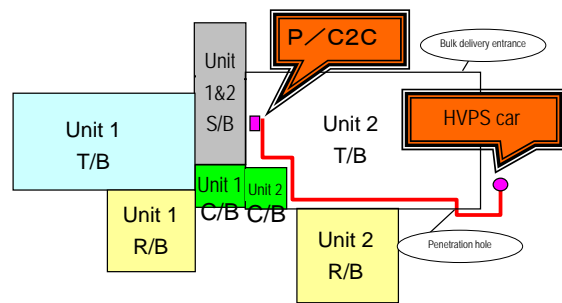 P／C2C
Bulk delivery entrance
Unit
1&2
S/B
Unit 1
T/B
Unit 2
T/B
HVPS car
Unit 1
C/B
Unit 2
C/B
Unit 1
R/B
Unit 2
R/B
Penetration hole